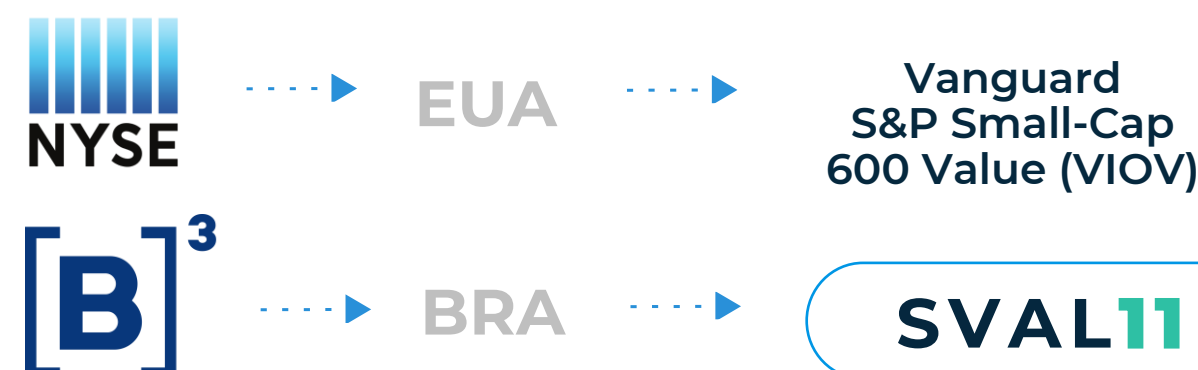 NYSE
EUA
Vanguard
S&P Small-Cap
600 Value (VIOV)
[B]³
BRA
SVAL11